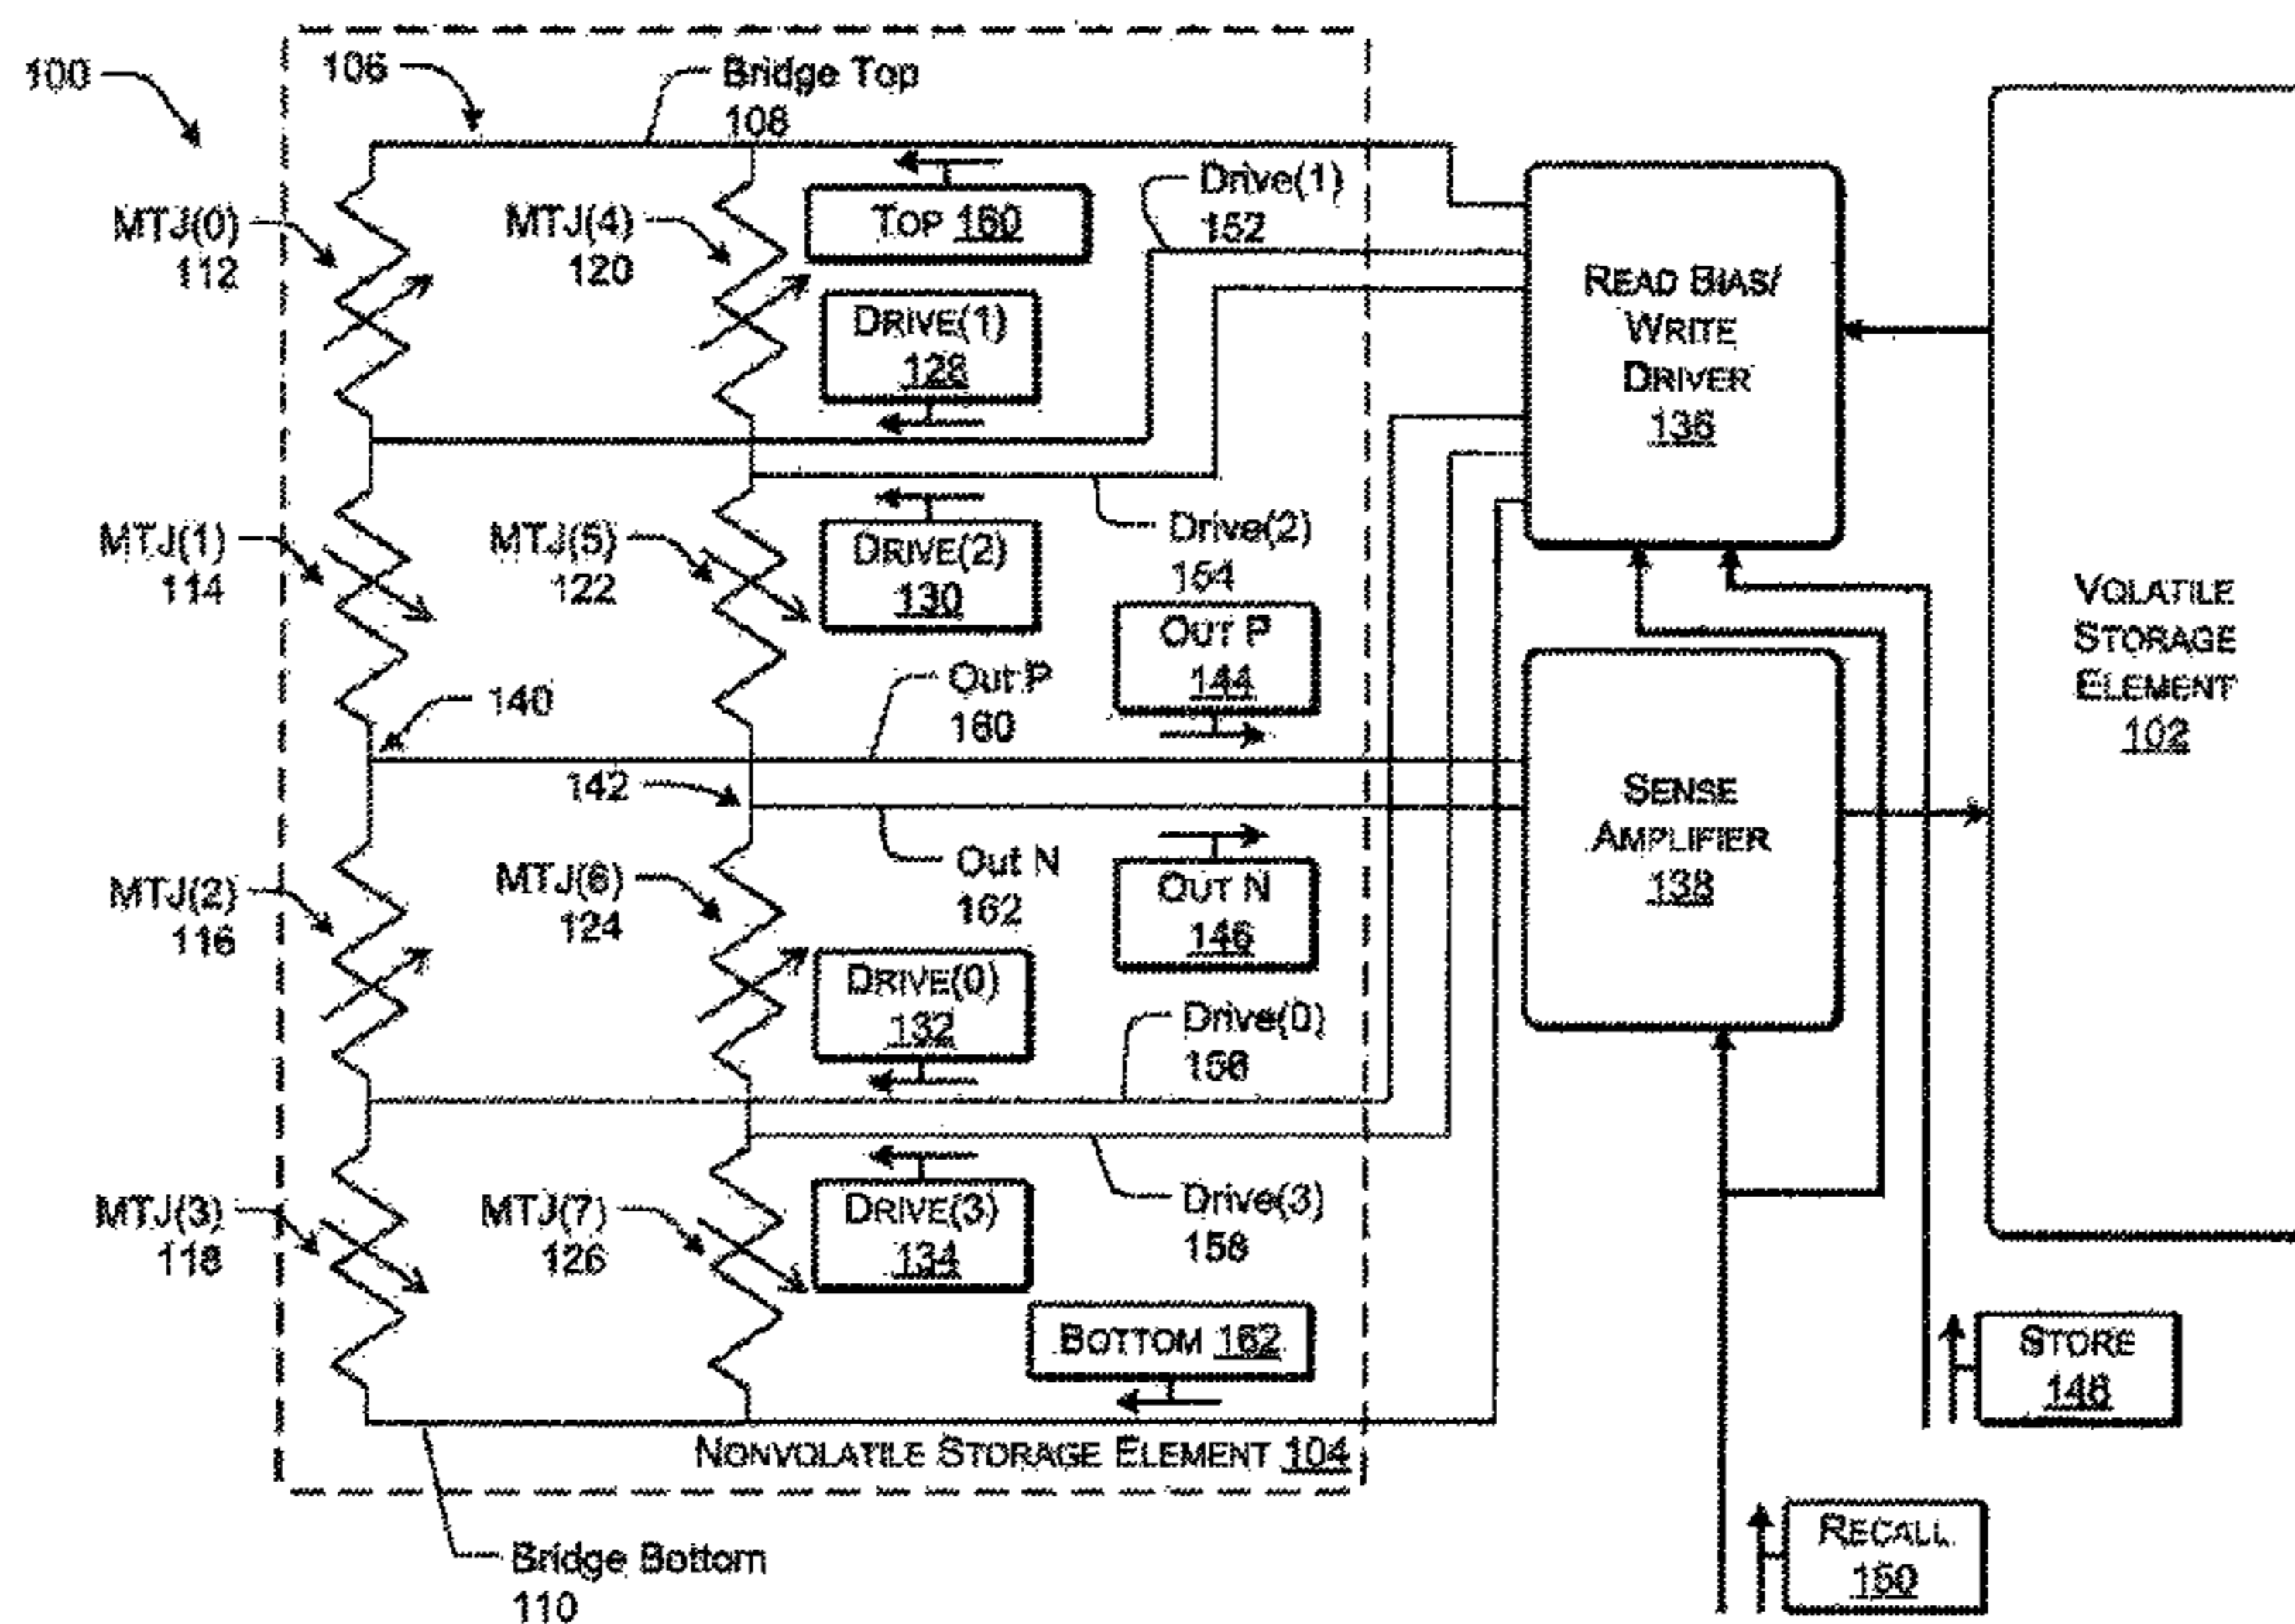 100
106
Bridge Top
108
MTJ(0)
112
MTJ(4)
120
TOP 160
Drive(1)
152
DRIVE(1)
128
READ BIAS/
WRITE
DRIVER
136
MTJ(1)
114
MTJ(5)
122
DRIVE(2)
130
Drive(2)
154
OUT P
144
VOLATILE
STORAGE
ELEMENT
102
140
Out P
160
142
SENSE
AMPLIFIER
138
Out N
162
OUT N
146
MTJ(2)
116
MTJ(6)
124
DRIVE(0)
132
Drive(0)
156
MTJ(3)
118
MTJ(7)
126
DRIVE(3)
134
Drive(3)
158
BOTTOM 162
STORE
148
NONVOLATILE STORAGE ELEMENT 104
RECALL
150
Bridge Bottom
110